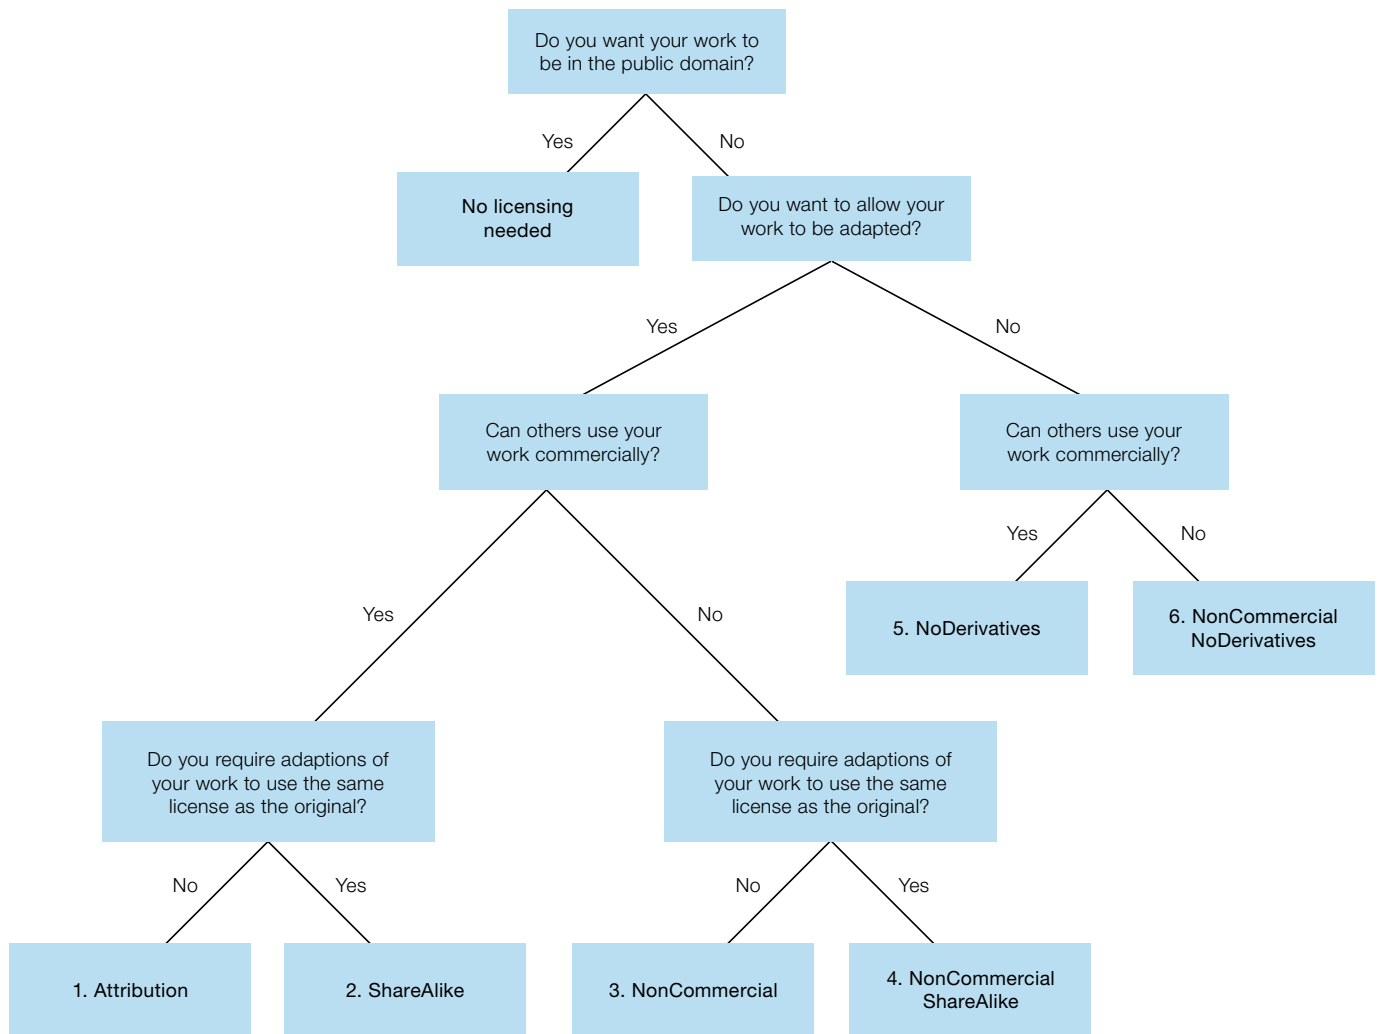 Do you want your work to
be in the public domain?
Yes
No
No licensing
needed
Do you want to allow your
work to be adapted?
Yes
No
Can others use your
work commercially?
Can others use your
work commercially?
Yes
No
Yes
No
5. NoDerivatives
6. NonCommercial
NoDerivatives
Do you require adaptions of
your work to use the same
license as the original?
Do you require adaptions of
your work to use the same
license as the original?
No
Yes
No
Yes
1. Attribution
2. ShareAlike
3. NonCommercial
4. NonCommercial
ShareAlike